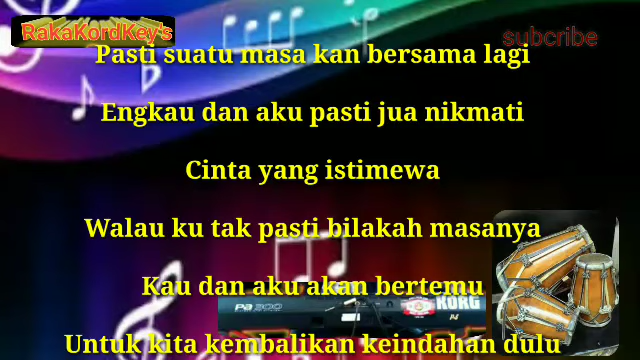 RakaKordKey's
subcribe
Pasti suatu masa kan bersama lagi
Engkau dan aku pasti jua nikmati
Cinta yang istimewa
Walau ku tak pasti bilakah masanya
Kau dan aku akan bertemu
Pa300
KORG
Untuk kita kembalikan keindahan dulu